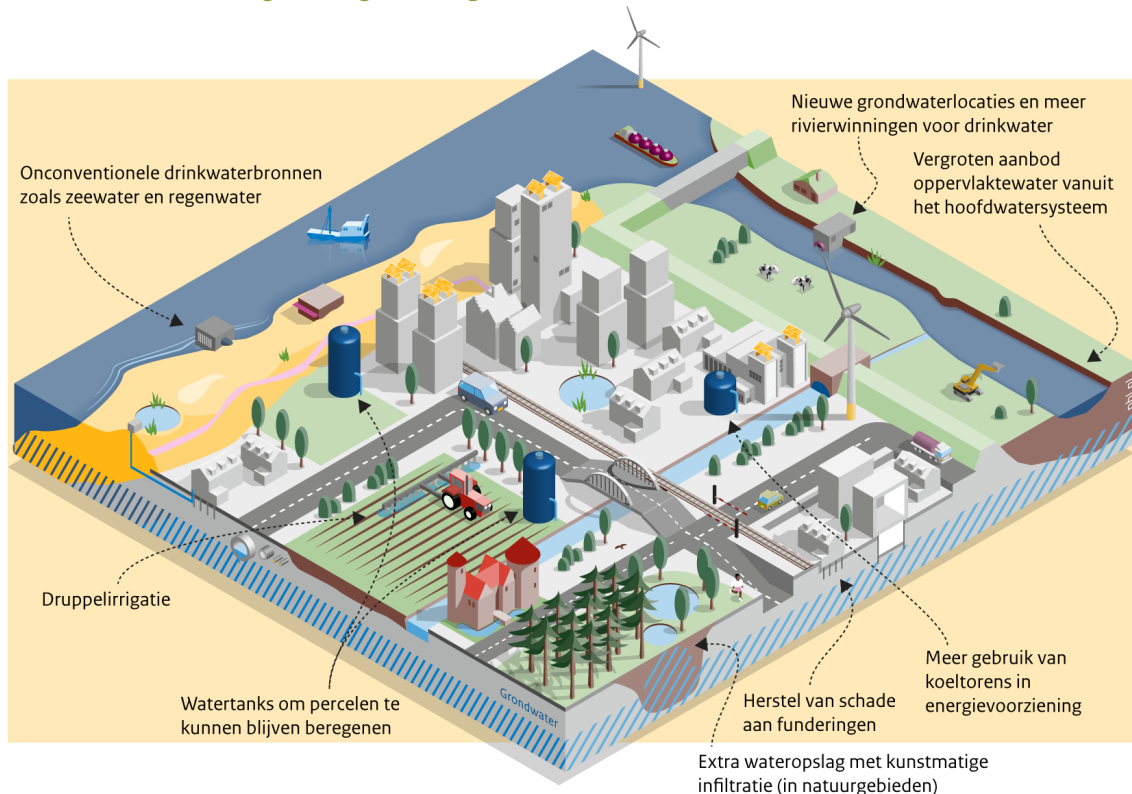 Nieuwe grondwaterlocaties en meer
rivierwinningen voor drinkwater
Onconventionele drinkwaterbronnen
zoals zeewater en regenwater
Vergroten aanbod
oppervlaktewater vanuit
het hoofdwatersysteem
Druppelirrigatie
Watertanks om percelen te
kunnen blijven beregenen
Grondwater
Meer gebruik van
koeltorens in
energievoorziening
Herstel van schade
aan funderingen
Extra wateropslag met kunstmatige
infiltratie (in natuurgebieden)